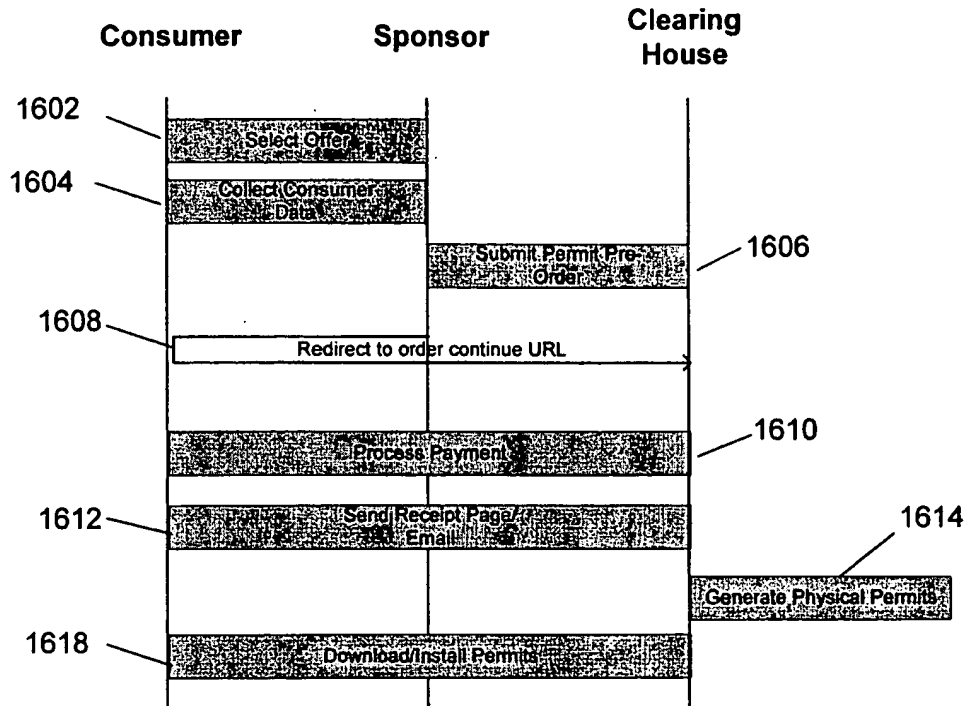 Consumer
Sponsor
Clearing
House
1602
Select Offer
1604
Collect Consumer
Data
Submit Permit Pre-
Order
1606
1608
Redirect to order continue URL
Process Payment
1610
1612
Send Receipt Page/
Email
1614
Generate Physical Permits
1618
Download/Install Permits